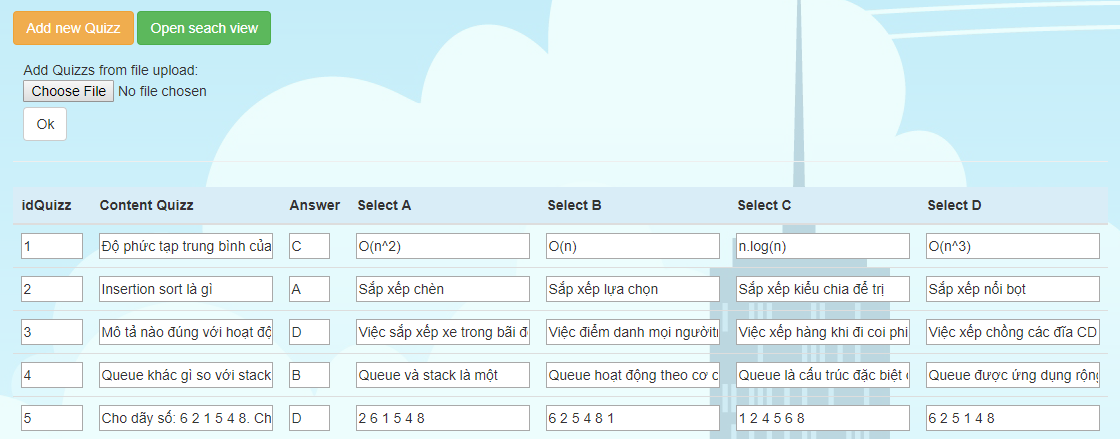 Add new Quizz Open seach view
Add Quizzs from file upload:
Choose File No file chosen
Ok
idQuizz Content Quizz Answer Select A Select B Select C Select D
1 Độ phức tạp trung bình của C O(n^2) O(n) n.log(n) O(n^3)
2 Insertion sort là gì A Sắp xếp chèn Sắp xếp lựa chọn Sắp xếp kiểu chia để trị Sắp xếp nổi bọt
3 Mô tả nào đúng với hoạt độ D Việc sắp xếp xe trong bãi đ Việc điểm danh mọi người Việc xếp hàng khi đi coi phi Việc xếp chồng các đĩa CD
4 Queue khác gì so với stack B Queue và stack là một Queue hoạt động theo cơ c Queue là cấu trúc đặc biệt Queue được ứng dụng rộng
5 Cho dãy số: 6 2 1 5 4 8. Ch D 2 6 1 5 4 8 6 2 5 4 8 1 1 2 4 5 6 8 6 2 5 1 4 8